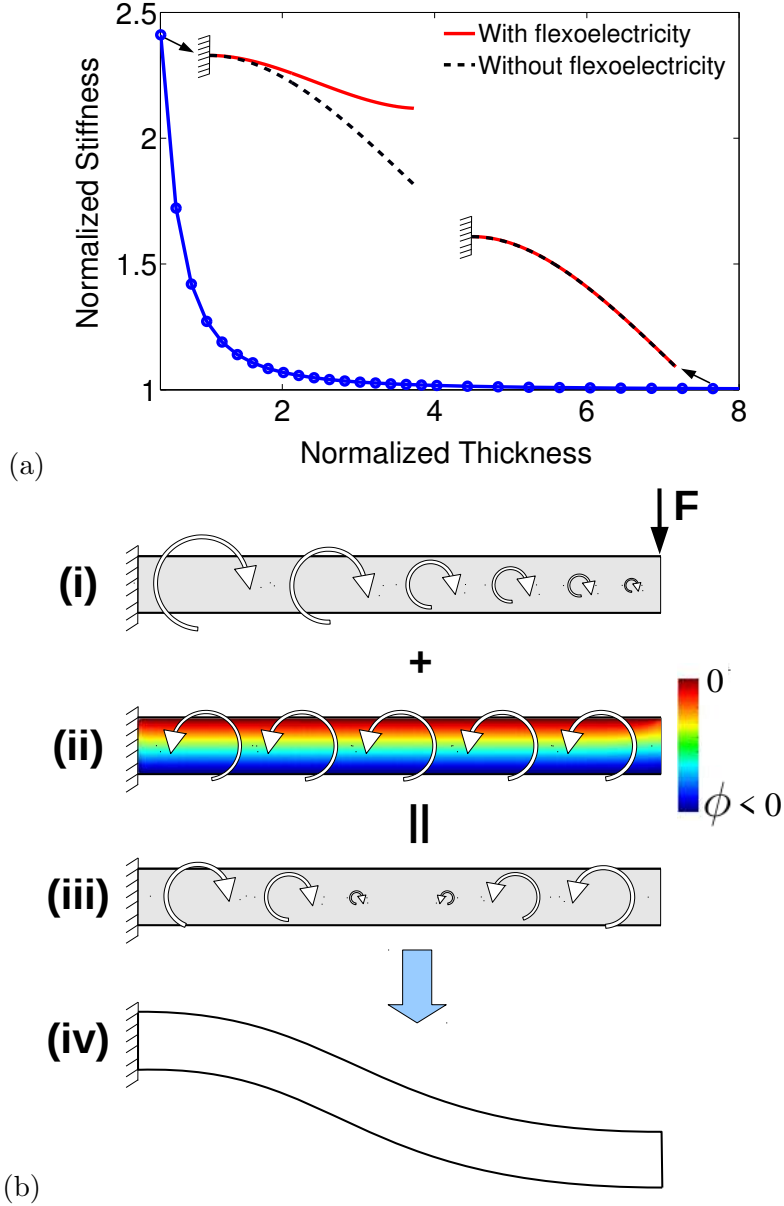 2.5
2
1.5
1
Normalized Stiffness
With flexoelectricity
Without flexoelectricity
2
4
6
8
Normalized Thickness
(a)
F
(i)
+
(ii)
0
ϕ < 0
||
(iii)
(iv)
(b)